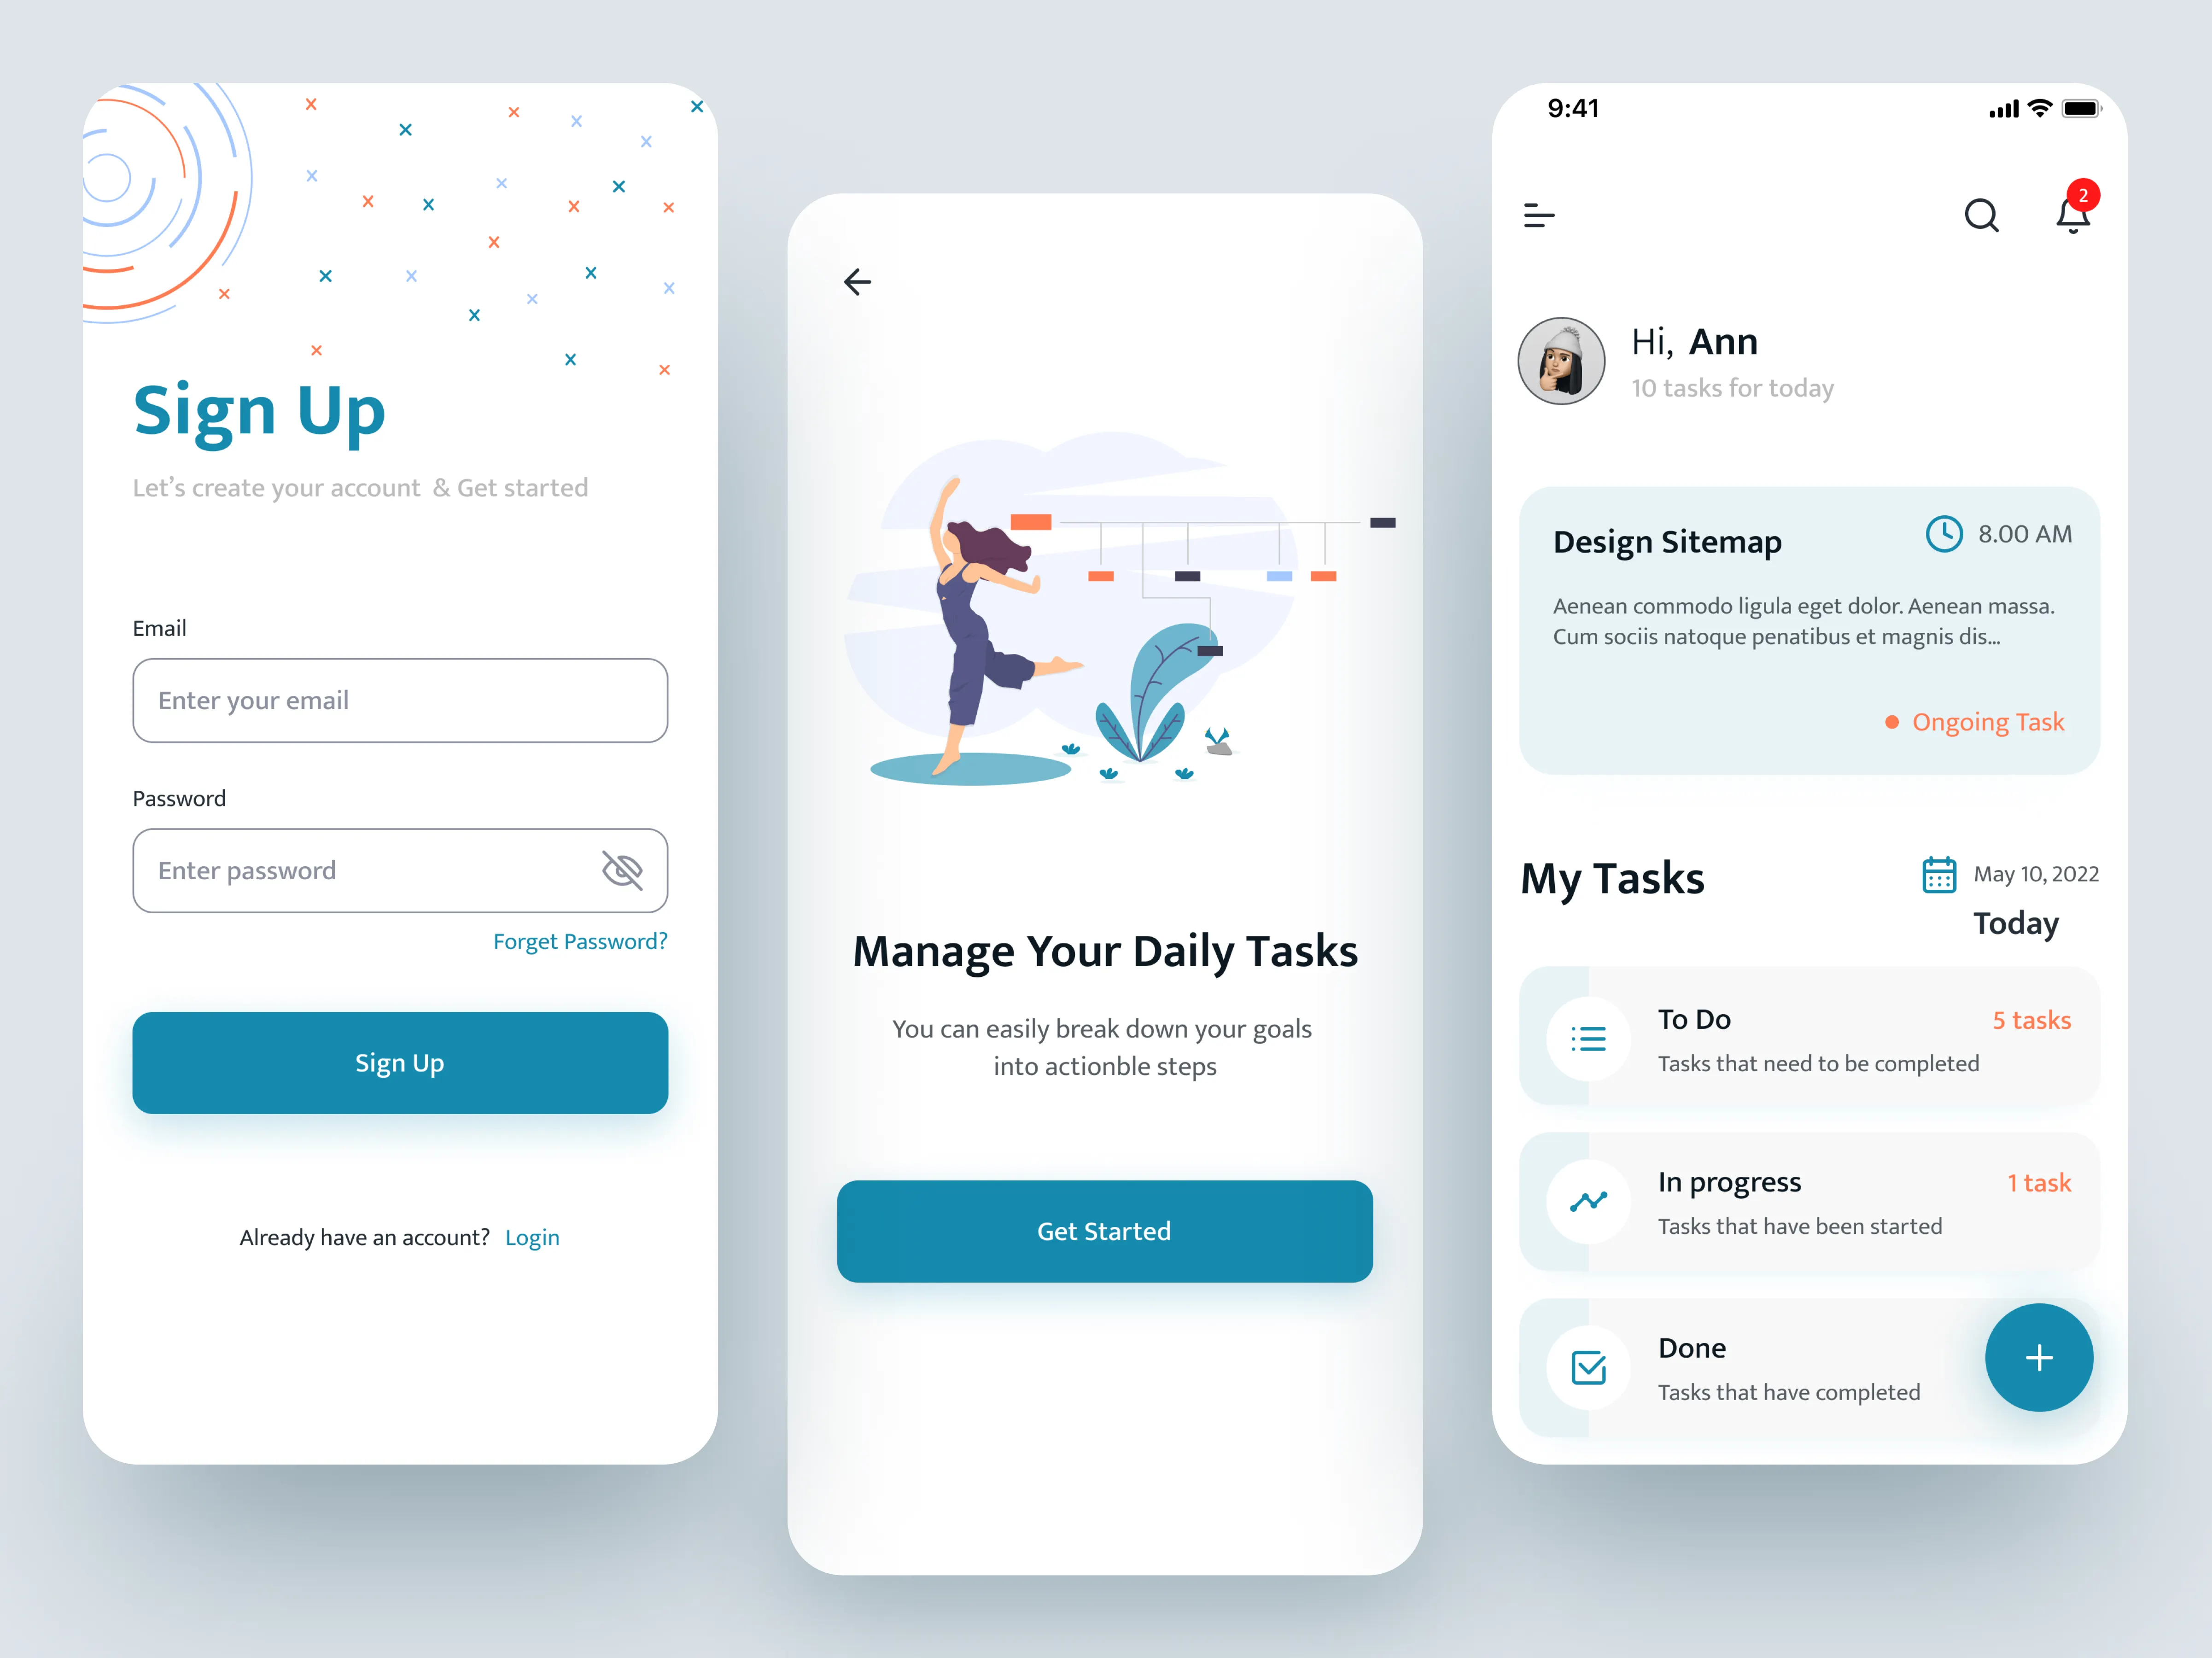 Sign Up
Let’s create your account & Get started
Email
Enter your email
Password
Enter password
Forget Password?
Sign Up
Already have an account? Login
Manage Your Daily Tasks
You can easily break down your goals
into actionble steps
Get Started
9:41
2
Hi, Ann
10 tasks for today
Design Sitemap
8.00 AM
Aenean commodo ligula eget dolor. Aenean massa.
Cum sociis natoque penatibus et magnis dis...
Ongoing Task
My Tasks
May 10, 2022
Today
To Do
5 tasks
Tasks that need to be completed
In progress
1 task
Tasks that have been started
Done
Tasks that have completed